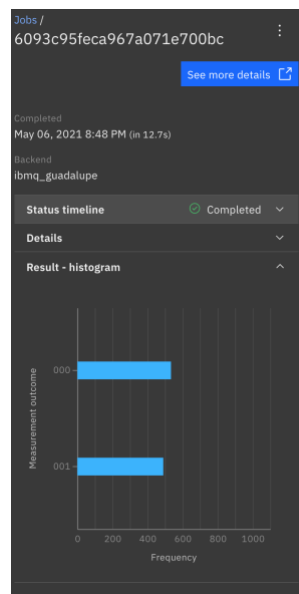 Jobs /
6093c95feca967a071e700bc
See more details
Completed
May 06, 2021 8:48 PM (in 12.7s)
Backend
ibmq_guadalupe
Status timeline Completed
Details
Result - histogram
Measurement outcome
000
001
0 200 400 600 800 1000
Frequency